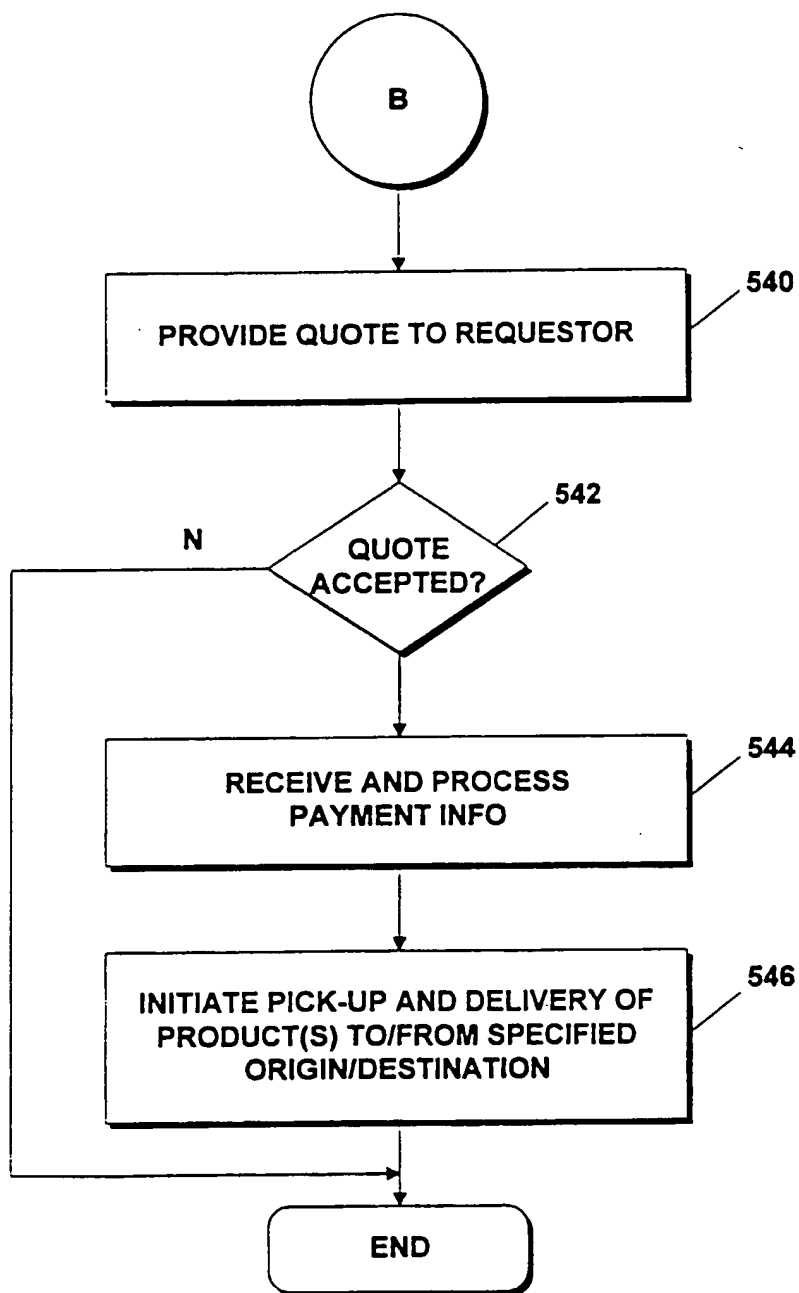 B
540
PROVIDE QUOTE TO REQUESTOR
542
N
QUOTE
ACCEPTED?
544
RECEIVE AND PROCESS
PAYMENT INFO
546
INITIATE PICK-UP AND DELIVERY OF
PRODUCT(S) TO/FROM SPECIFIED
ORIGIN/DESTINATION
END